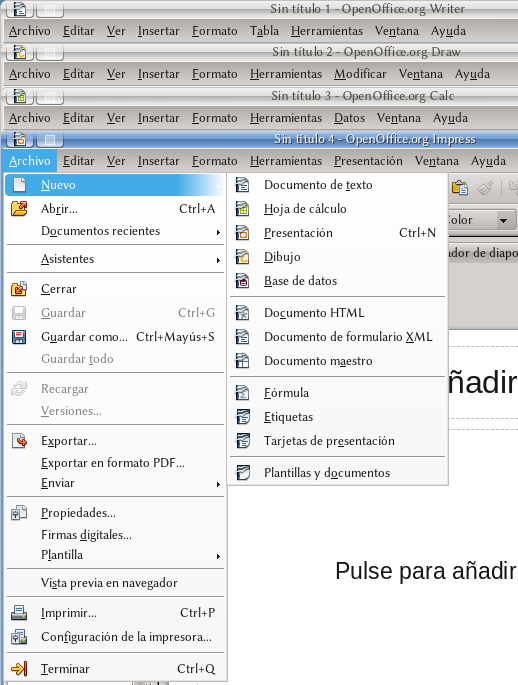 Sin título 1 - OpenOffice.org Writer
Archivo Editar Ver Insertar Formato Tabla Herramientas Ventana Ayuda
Sin título 2 - OpenOffice.org Draw
Archivo Editar Ver Insertar Formato Herramientas Modificar Ventana Ayuda
Sin título 3 - OpenOffice.org Calc
Archivo Editar Ver Insertar Formato Herramientas Datos Ventana Ayuda
Sin título 4 - OpenOffice.org Impress
Archivo Editar Ver Insertar Formato Herramientas Presentación Ventana Ayuda
Nuevo
Abrir... Ctrl+A
Documentos recientes
Asistentes
Cerrar
Guardar Ctrl+G
Guardar como... Ctrl+Mayús+S
Guardar todo
Recargar
Versiones...
Exportar...
Exportar en formato PDF...
Enviar
Propiedades...
Firmas digitales...
Plantilla
Vista previa en navegador
Imprimir... Ctrl+P
Configuración de la impresora...
Terminar Ctrl+Q
Documento de texto
Hoja de cálculo
Presentación Ctrl+N
Dibujo
Base de datos
Documento HTML
Documento de formulario XML
Documento maestro
Fórmula
Etiquetas
Tarjetas de presentación
Plantillas y documentos
Color
ador de diapo
ñadir
Pulse para añadir